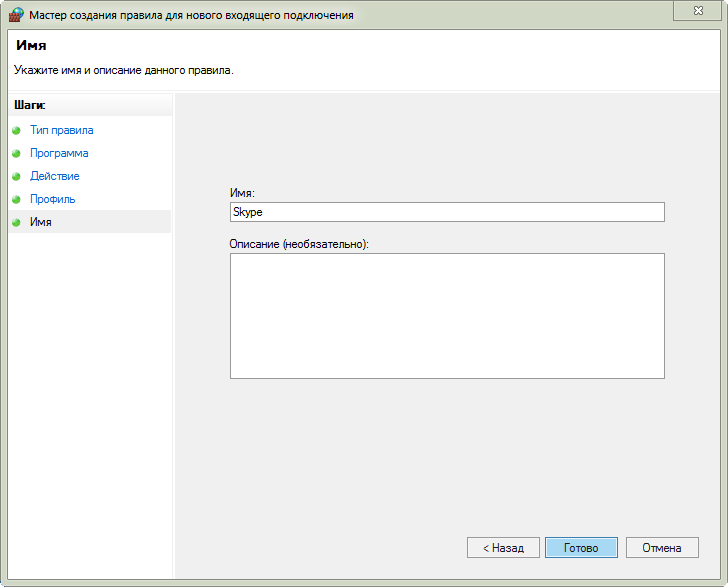 Мастер создания правила для нового входящего подключения
Имя
Укажите имя и описание данного правила.
Шаги:
Тип правила
Программа
Действие
Профиль
Имя
Имя:
Skype
Описание (необязательно):
< Назад
Готово
Отмена